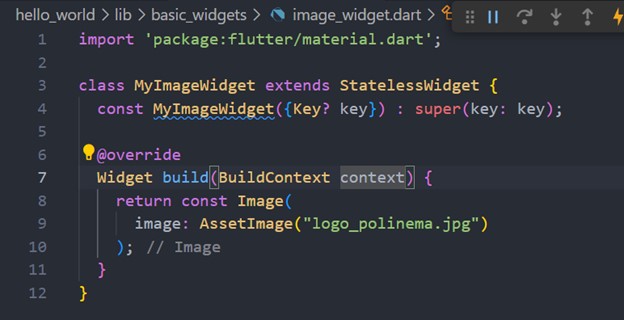 hello_world > lib > basic_widgets > image_widget.dart >
1 import 'package:flutter/material.dart';
2
3 class MyImageWidget extends StatelessWidget {
4 const MyImageWidget({Key? key}) : super(key: key);
5
6 @override
7 Widget build(BuildContext context) {
8 return const Image(
9 image: AssetImage("logo_polinema.jpg")
10 ); // Image
11 }
12 }